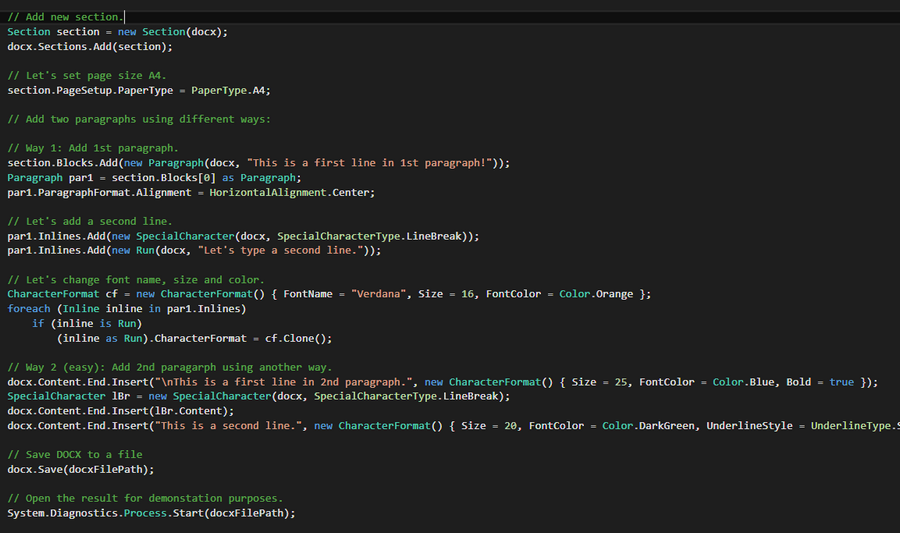 // Add new section.
Section section = new Section(docx);
docx.Sections.Add(section);
// Let's set page size A4.
section.PageSetup.PaperType = PaperType.A4;
// Add two paragraphs using different ways:
// Way 1: Add 1st paragraph.
section.Blocks.Add(new Paragraph(docx, "This is a first line in 1st paragraph!"));
Paragraph par1 = section.Blocks[0] as Paragraph;
par1.ParagraphFormat.Alignment = HorizontalAlignment.Center;
// Let's add a second line.
par1.Inlines.Add(new SpecialCharacter(docx, SpecialCharacterType.LineBreak));
par1.Inlines.Add(new Run(docx, "Let's type a second line."));
// Let's change font name, size and color.
CharacterFormat cf = new CharacterFormat() { FontName = "Verdana", Size = 16, FontColor = Color.Orange };
foreach (Inline inline in par1.Inlines)
    if (inline is Run)
        (inline as Run).CharacterFormat = cf.Clone();
// Way 2 (easy): Add 2nd paragarph using another way.
docx.Content.End.Insert("\nThis is a first line in 2nd paragraph.", new CharacterFormat() { Size = 25, FontColor = Color.Blue, Bold = true });
SpecialCharacter lBr = new SpecialCharacter(docx, SpecialCharacterType.LineBreak);
docx.Content.End.Insert(lBr.Content);
docx.Content.End.Insert("This is a second line.", new CharacterFormat() { Size = 20, FontColor = Color.DarkGreen, UnderlineStyle = UnderlineType.
// Save DOCX to a file
docx.Save(docxFilePath);
// Open the result for demonstation purposes.
System.Diagnostics.Process.Start(docxFilePath);